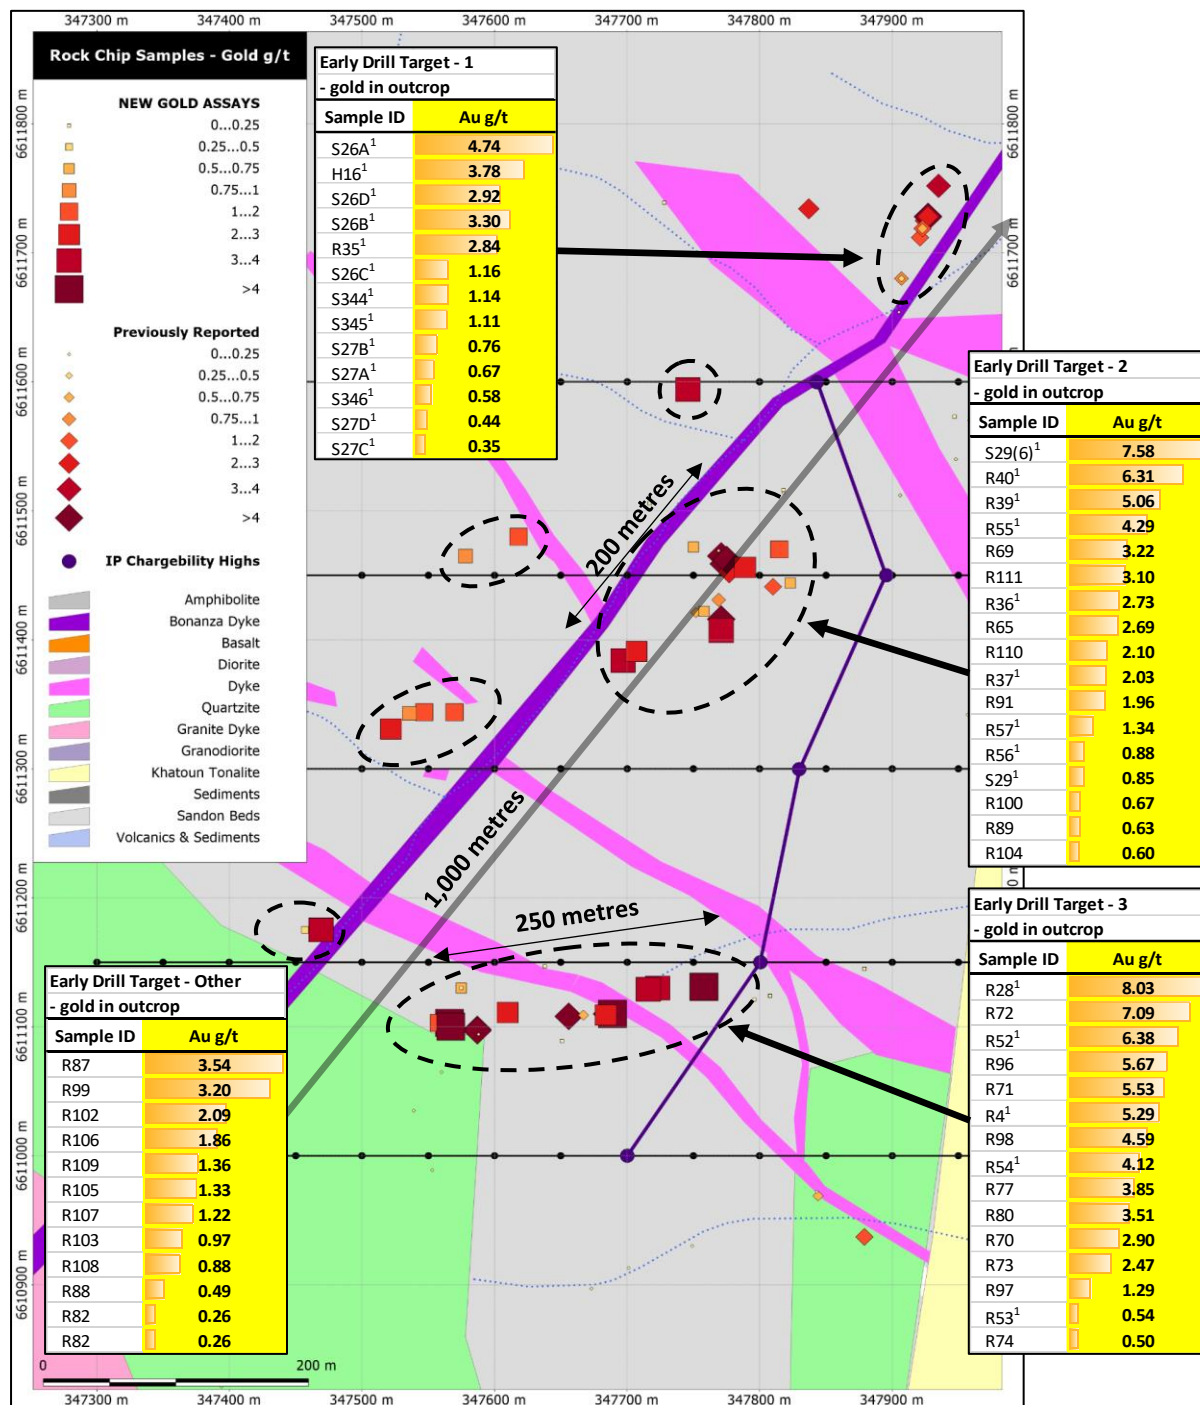 347300 m 347400 m 347500 m 347600 m 347700 m 347800 m 347900 m
Rock Chip Samples - Gold g/t
NEW GOLD ASSAYS
0...0.25
0.25...0.5
0.5...0.75
0.75...1
1...2
2...3
3...4
>4
Previously Reported
0...0.25
0.25...0.5
0.5...0.75
0.75...1
1...2
2...3
3...4
>4
IP Chargebility Highs
Amphibolite
Bonanza Dyke
Basalt
Diorite
Dyke
Quartzite
Granite Dyke
Granodiorite
Khatoun Tonalite
Sediments
Sandon Beds
Volcanics & Sediments
6611800 m
6611700 m
6611600 m
6611500 m
6611400 m
6611300 m
6611200 m
6611100 m
6611000 m
6610900 m
Early Drill Target - 1
- gold in outcrop
Sample ID Au g/t
S26A¹ 4.74
H16¹ 3.78
S26D¹ 2.92
S26B¹ 3.30
R35¹ 2.84
S26C¹ 1.16
S344¹ 1.14
S345¹ 1.11
S27B¹ 0.76
S27A¹ 0.67
S346¹ 0.58
S27D¹ 0.44
S27C¹ 0.35
6611800 m
6611700 m
200 metres
1,000 metres
250 metres
Early Drill Target - 2
- gold in outcrop
Sample ID Au g/t
S29(6)¹ 7.58
R40¹ 6.31
R39¹ 5.06
R55¹ 4.29
R69 3.22
R111 3.10
R36¹ 2.73
R65 2.69
R110 2.10
R37¹ 2.03
R91 1.96
R57¹ 1.34
R56¹ 0.88
S29¹ 0.85
R100 0.67
R89 0.63
R104 0.60
Early Drill Target - 3
- gold in outcrop
Sample ID Au g/t
R28¹ 8.03
R72 7.09
R52¹ 6.38
R96 5.67
R71 5.53
R4¹ 5.29
R98 4.59
R54¹ 4.12
R77 3.85
R80 3.51
R70 2.90
R73 2.47
R97 1.29
R53¹ 0.54
R74 0.50
Early Drill Target - Other
- gold in outcrop
Sample ID Au g/t
R87 3.54
R99 3.20
R102 2.09
R106 1.86
R109 1.36
R105 1.33
R107 1.22
R103 0.97
R108 0.88
R88 0.49
R82 0.26
R82 0.26
0 200 m
347300 m 347400 m 347500 m 347600 m 347700 m 347800 m 347900 m